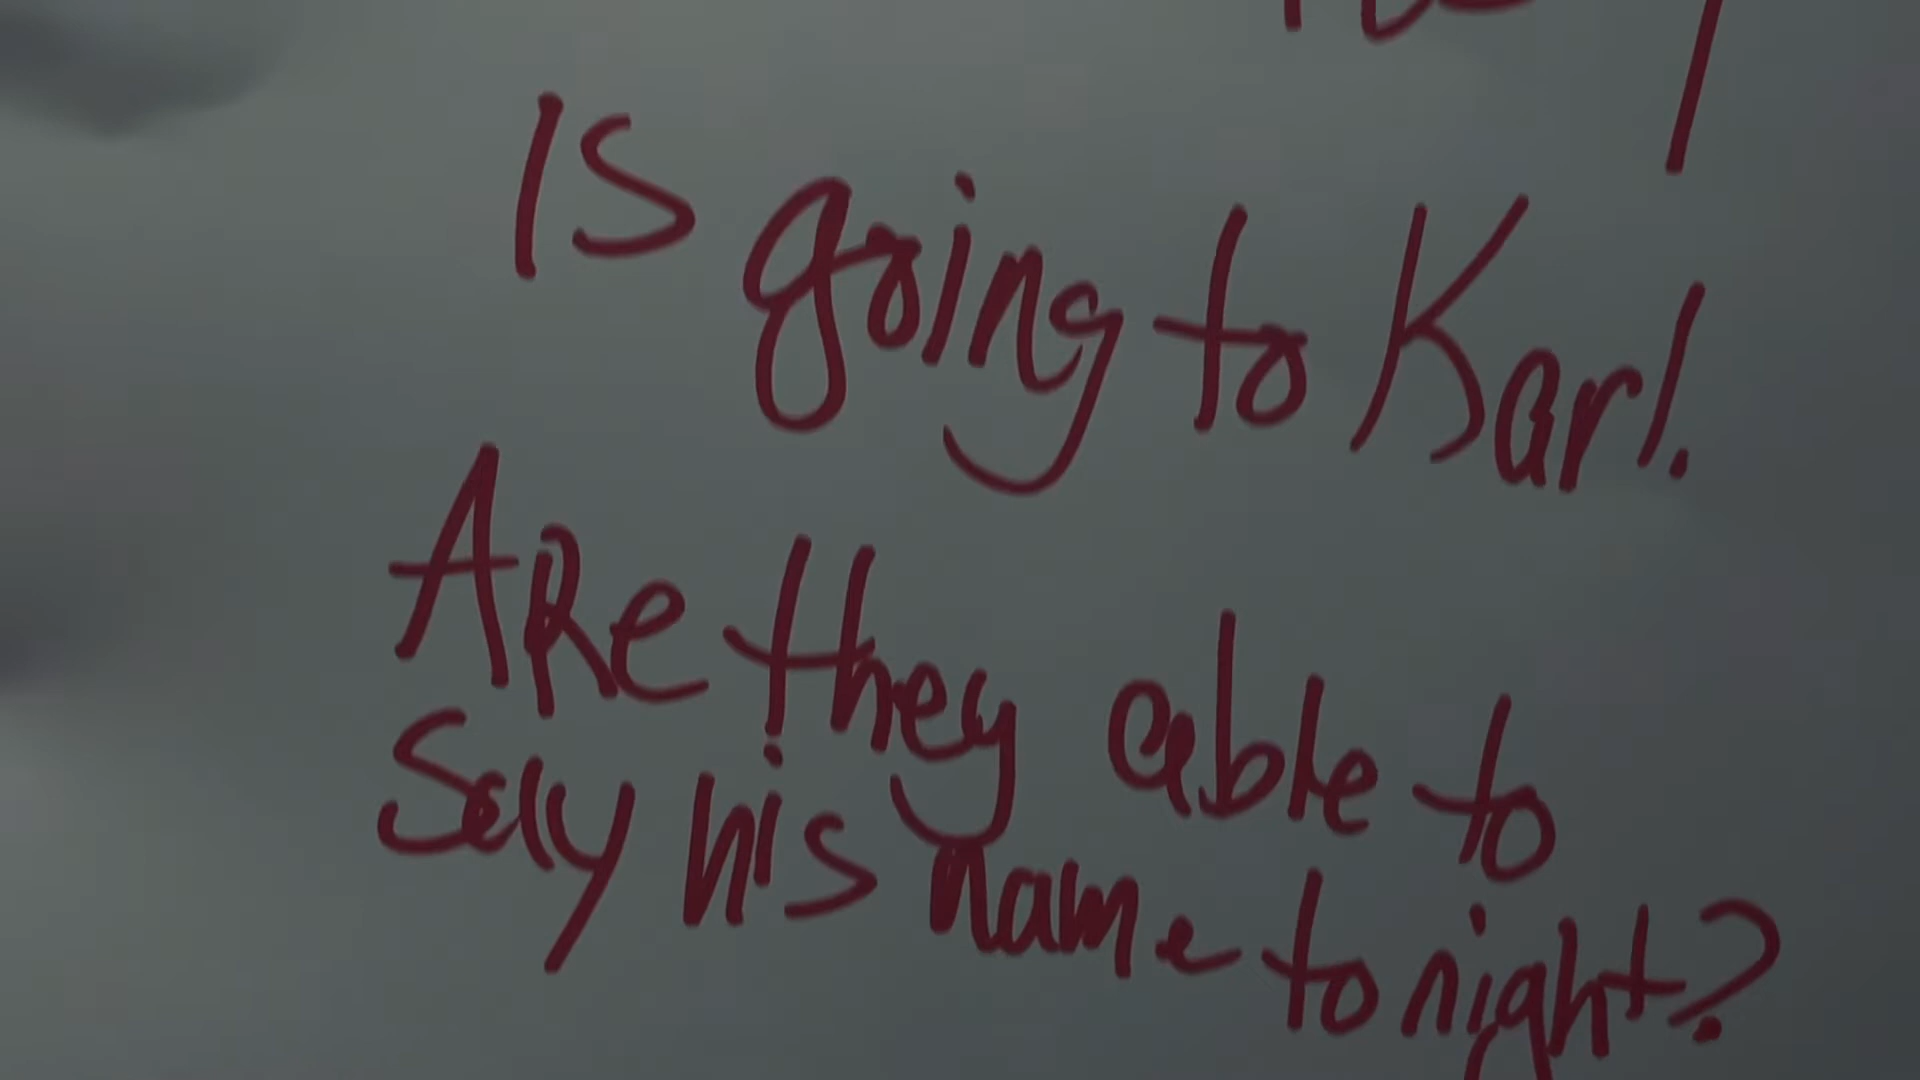 Is going to Karl.
ARe they able to
Say his name tonight?